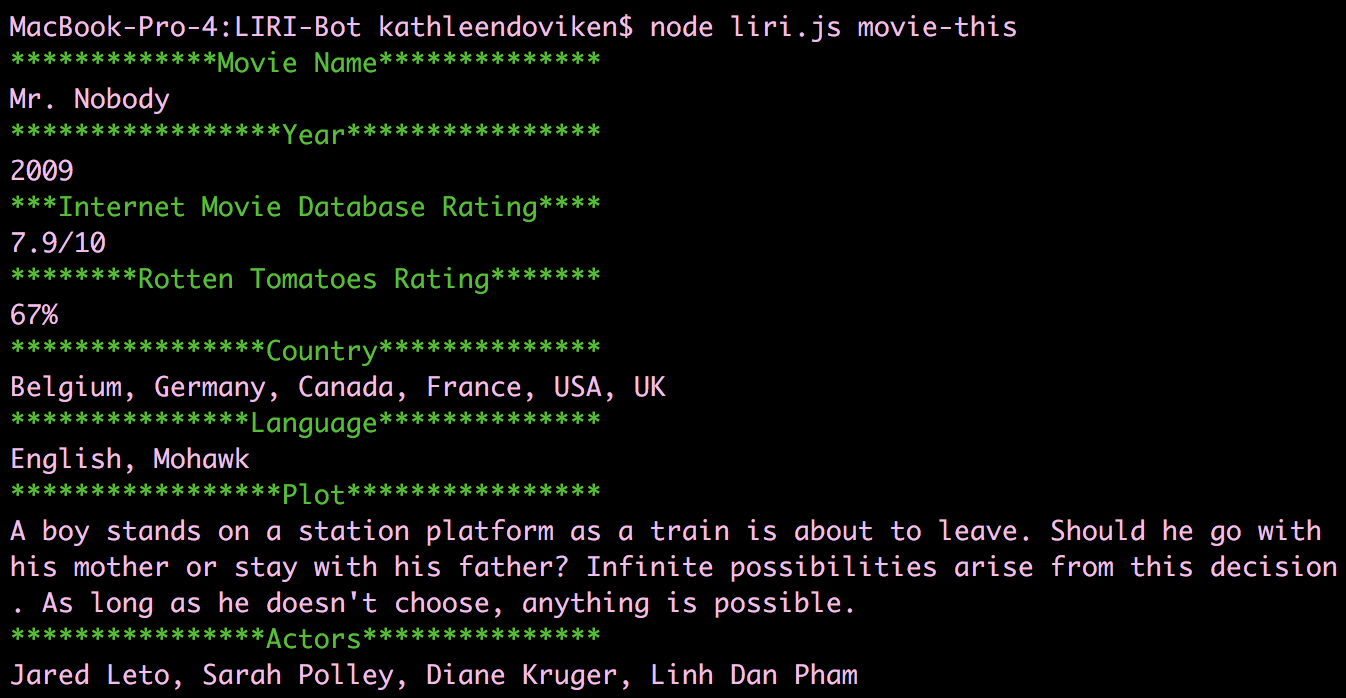 MacBook-Pro-4:LIRI-Bot kathleendoviken$ node liri.js movie-this
*************Movie Name**************
Mr. Nobody
*****************Year****************
2009
***Internet Movie Database Rating****
7.9/10
********Rotten Tomatoes Rating*******
67%
****************Country**************
Belgium, Germany, Canada, France, USA, UK
***************Language**************
English, Mohawk
*****************Plot****************
A boy stands on a station platform as a train is about to leave. Should he go with
his mother or stay with his father? Infinite possibilities arise from this decision
. As long as he doesn't choose, anything is possible.
****************Actors***************
Jared Leto, Sarah Polley, Diane Kruger, Linh Dan Pham